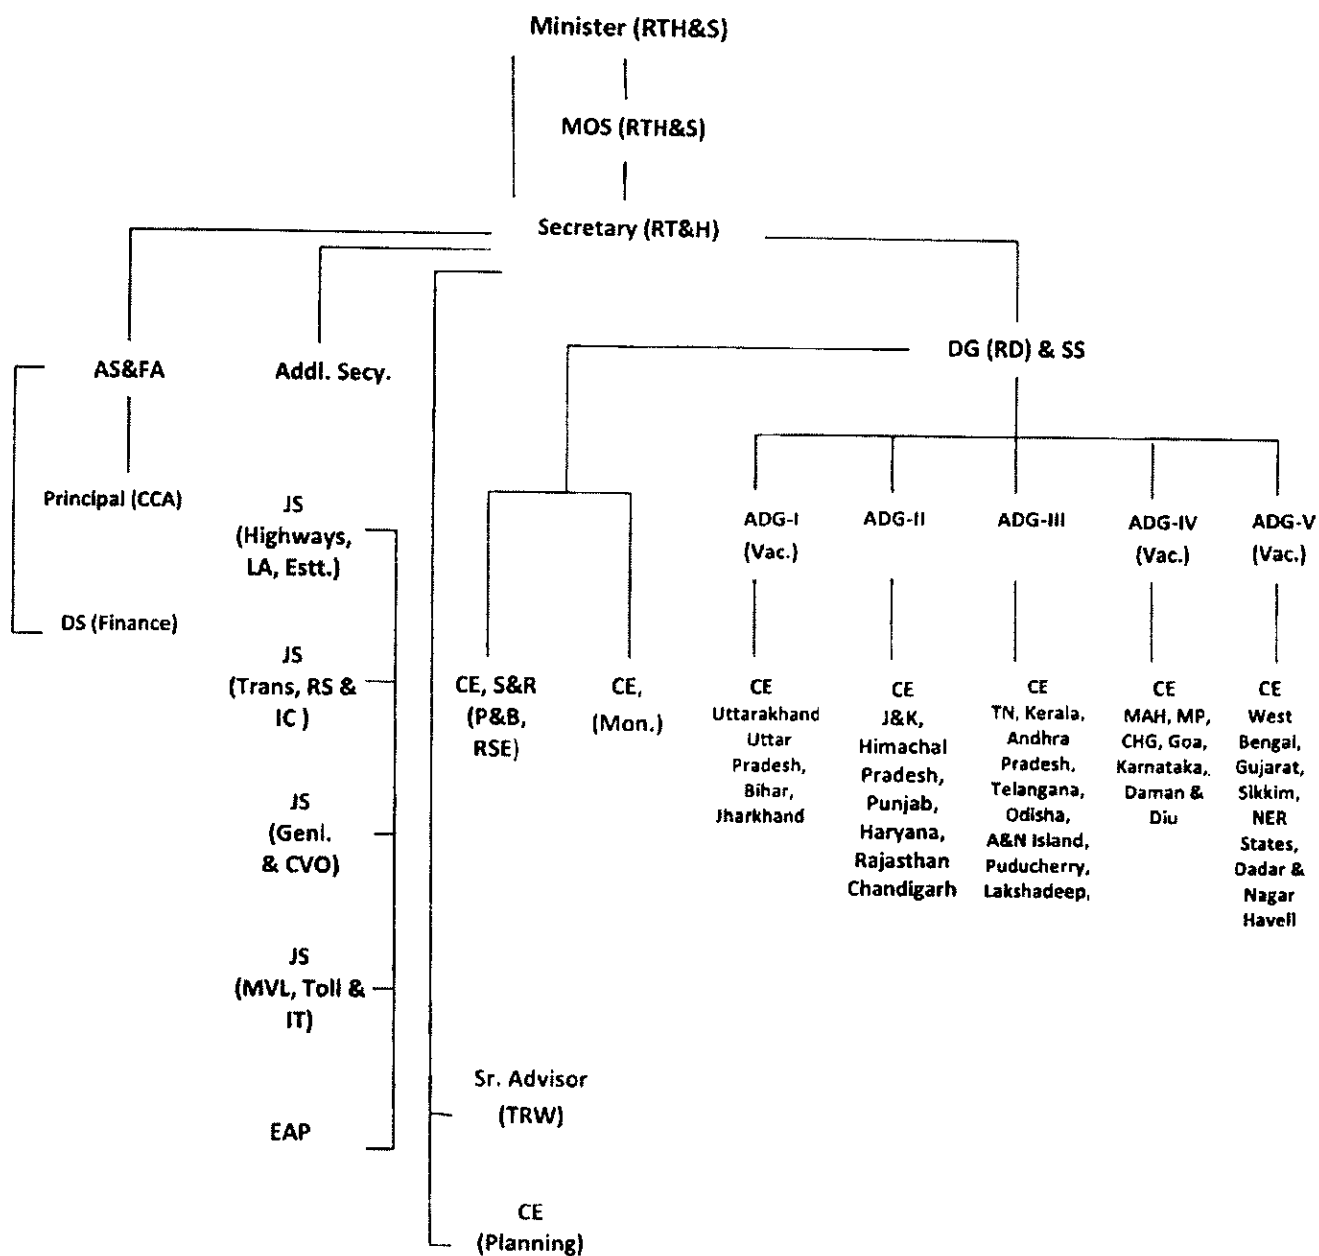 Minister (RTH&S)
MOS (RTH&S)
Secretary (RT&H)
AS&FA
Addl. Secy.
DG (RD) & SS
Principal (CCA)
DS (Finance)
JS
(Highways,
LA, Estt.)
JS
(Trans, RS &
IC )
JS
(Genl.
& CVO)
JS
(MVL, Toll &
IT)
EAP
CE, S&R
(P&B,
RSE)
CE,
(Mon.)
ADG-I
(Vac.)
CE
Uttarakhand
Uttar
Pradesh,
Bihar,
Jharkhand
ADG-II
CE
J&K,
Himachal
Pradesh,
Punjab,
Haryana,
Rajasthan
Chandigarh
ADG-III
CE
TN, Kerala,
Andhra
Pradesh,
Telangana,
Odisha,
A&N Island,
Puducherry,
Lakshadeep,
ADG-IV
(Vac.)
CE
MAH, MP,
CHG, Goa,
Karnataka,
Daman &
Diu
ADG-V
(Vac.)
CE
West
Bengal,
Gujarat,
Sikkim,
NER
States,
Dadar &
Nagar
Haveli
Sr. Advisor
(TRW)
CE
(Planning)